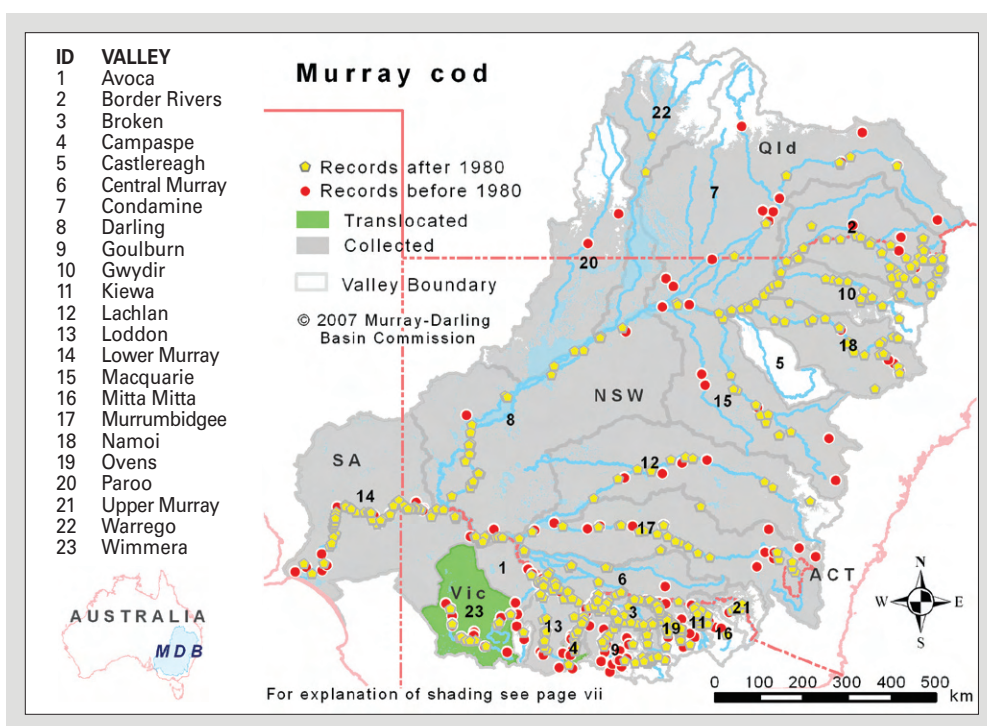 ID VALLEY
1 Avoca
2 Border Rivers
3 Broken
4 Campaspe
5 Castlereagh
6 Central Murray
7 Condamine
8 Darling
9 Goulburn
10 Gwydir
11 Kiewa
12 Lachlan
13 Loddon
14 Lower Murray
15 Macquarie
16 Mitta Mitta
17 Murrumbidgee
18 Namoi
19 Ovens
20 Paroo
21 Upper Murray
22 Warrego
23 Wimmera
AUSTRALIA
MDB
Murray cod
Records after 1980
Records before 1980
Translocated
Collected
Valley Boundary
© 2007 Murray-Darling
Basin Commission
22
Qld
7
2
20
10
18
5
NSW
15
8
SA
12
14
17
1
ACT
6
Vic
23
3
21
13
19
11
16
4
9
N
W E
S
For explanation of shading see page vii
0 100 200 300 400 500
km